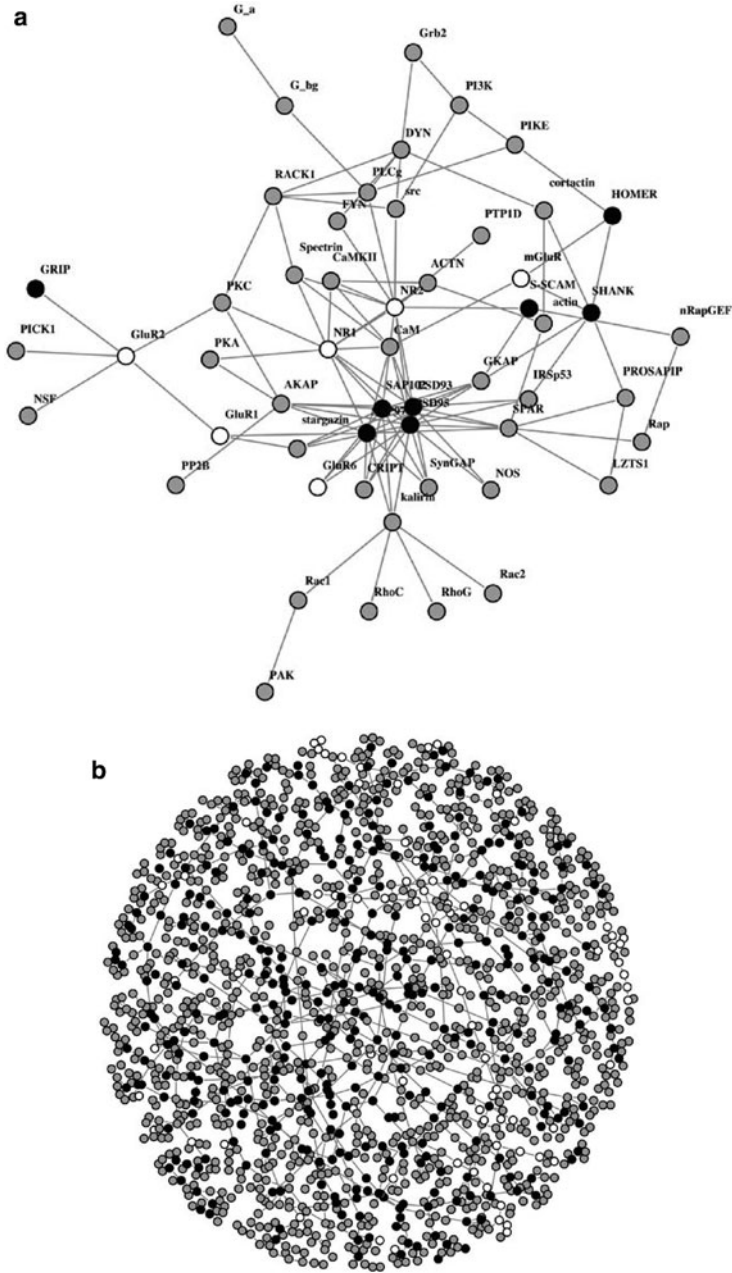 a
G_a
Grb2
G_bg
PI3K
PIKE
DYN
RACK1
PLCg
src
cortactin
HOMER
FYN
PTP1D
Spectrin
CaMKII
ACTN
mGluR
GRIP
PKC
NR2
S-SCAM
SHANK
actin
nRapGEF
PICK1
GluR2
PKA
NR1
CaM
GKAP
IRSp53
PROSAPIP
NSF
AKAP
SAP102
PSD93
GluR1
stargazin
PSD95
SPAR
Rap
PP2B
GluR6
CRIPT
SynGAP
NOS
LZTS1
kalirin
Rac1
RhoC
RhoG
Rac2
PAK
b